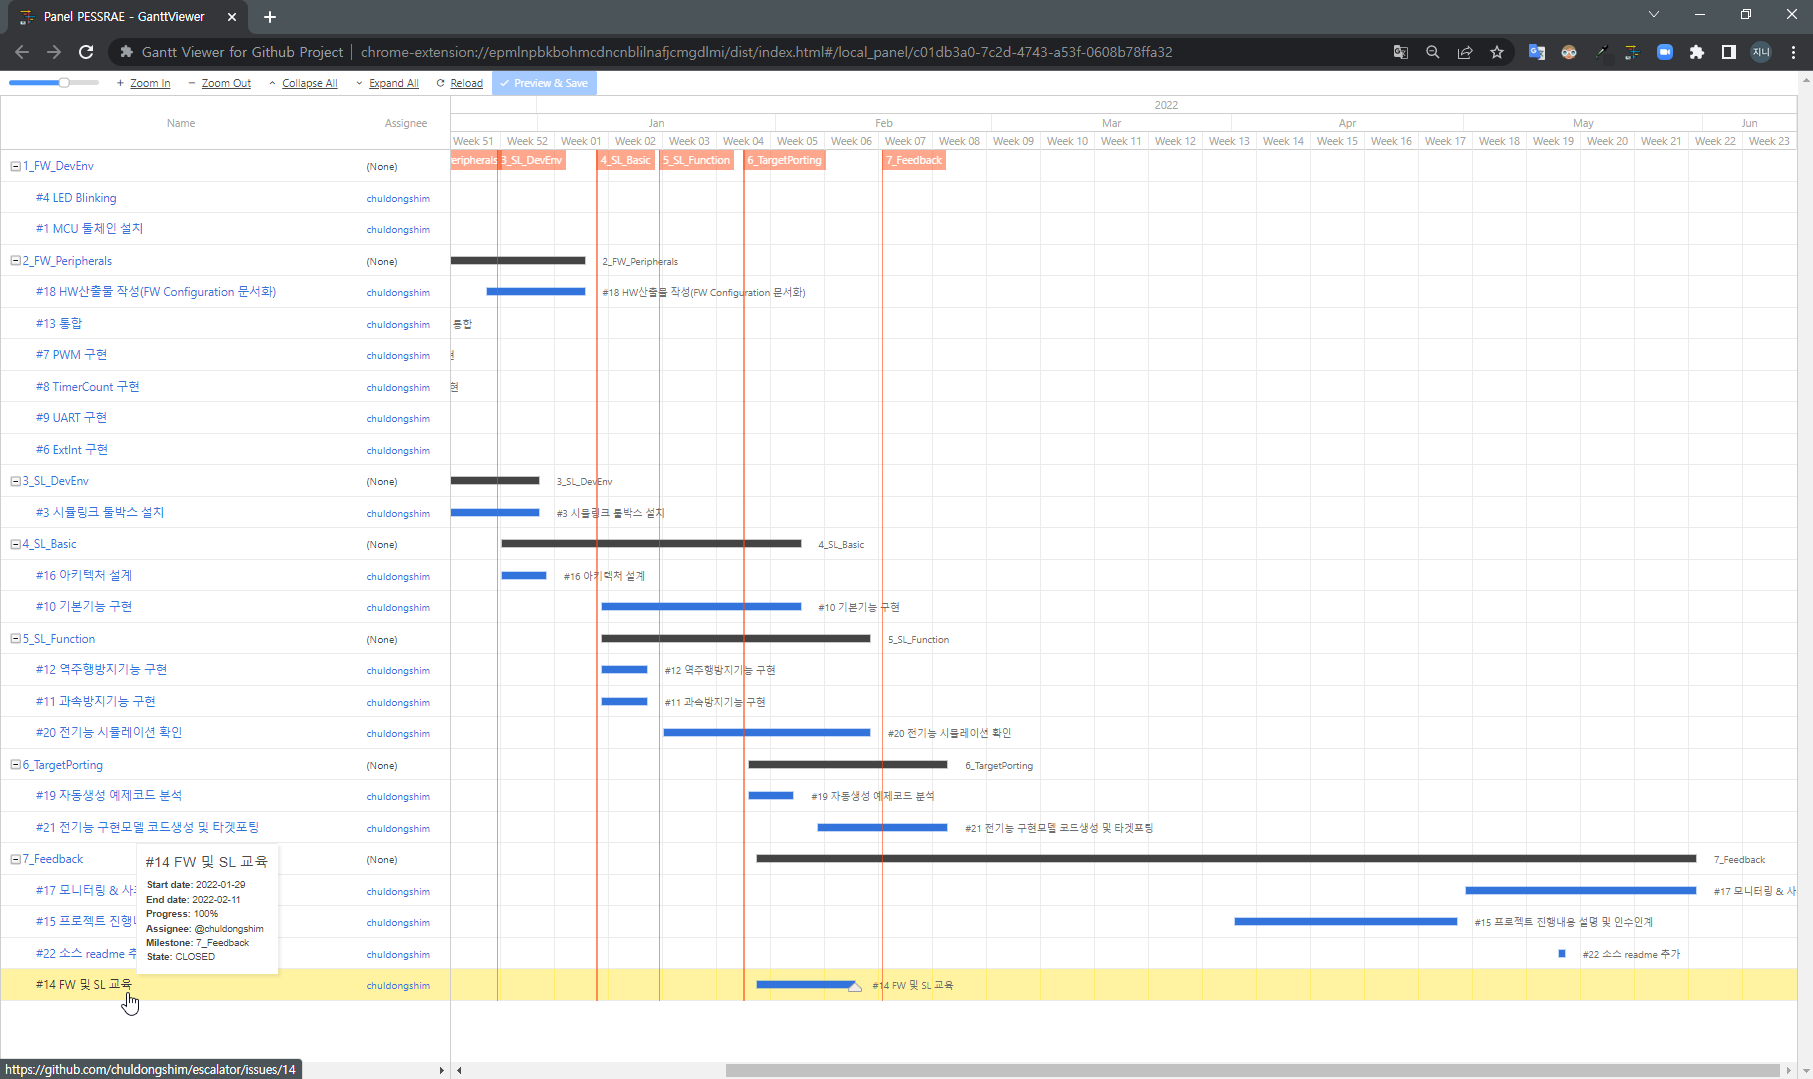 Panel PESSRAE - GanttViewer
Gantt Viewer for Github Project | chrome-extension://epmlnpbkbohmcdncnblilnafjcmgdlmi/dist/index.html#/local_panel/c01db3a0-7c2d-4743-a53f-0608b78ffa32
지니
+ Zoom In − Zoom Out Collapse All Expand All Reload Preview & Save
2022
Name Assignee Jan Feb Mar Apr May Jun
Week 51 Week 52 Week 01 Week 02 Week 03 Week 04 Week 05 Week 06 Week 07 Week 08 Week 09 Week 10 Week 11 Week 12 Week 13 Week 14 Week 15 Week 16 Week 17 Week 18 Week 19 Week 20 Week 21 Week 22 Week 23
eripherals 3_SL_DevEnv 4_SL_Basic 5_SL_Function 6_TargetPorting 7_Feedback
1_FW_DevEnv (None)
#4 LED Blinking chuldongshim
#1 MCU 툴체인 설치 chuldongshim
2_FW_Peripherals (None) 2_FW_Peripherals
#18 HW산출물 작성(FW Configuration 문서화) chuldongshim #18 HW산출물 작성(FW Configuration 문서화)
#13 통합 chuldongshim 통합
#7 PWM 구현 chuldongshim
#8 TimerCount 구현 chuldongshim 현
#9 UART 구현 chuldongshim
#6 ExtInt 구현 chuldongshim
3_SL_DevEnv (None) 3_SL_DevEnv
#3 시뮬링크 툴박스 설치 chuldongshim #3 시뮬링크 툴박스 설치
4_SL_Basic (None) 4_SL_Basic
#16 아키텍처 설계 chuldongshim #16 아키텍처 설계
#10 기본기능 구현 chuldongshim #10 기본기능 구현
5_SL_Function (None) 5_SL_Function
#12 역주행방지기능 구현 chuldongshim #12 역주행방지기능 구현
#11 과속방지기능 구현 chuldongshim #11 과속방지기능 구현
#20 전기능 시뮬레이션 확인 chuldongshim #20 전기능 시뮬레이션 확인
6_TargetPorting (None) 6_TargetPorting
#19 자동생성 예제코드 분석 chuldongshim #19 자동생성 예제코드 분석
#21 전기능 구현모델 코드생성 및 타겟포팅 chuldongshim #21 전기능 구현모델 코드생성 및 타겟포팅
7_Feedback (None) 7_Feedback
#17 모니터링 & 사 chuldongshim #17 모니터링 & 사
#15 프로젝트 진행 chuldongshim #15 프로젝트 진행내용 설명 및 인수인계
#22 소스 readme 추 chuldongshim #22 소스 readme 추가
#14 FW 및 SL 교육 chuldongshim #14 FW 및 SL 교육
#14 FW 및 SL 교육
Start date: 2022-01-29
End date: 2022-02-11
Progress: 100%
Assignee: @chuldongshim
Milestone: 7_Feedback
State: CLOSED
https://github.com/chuldongshim/escalator/issues/14